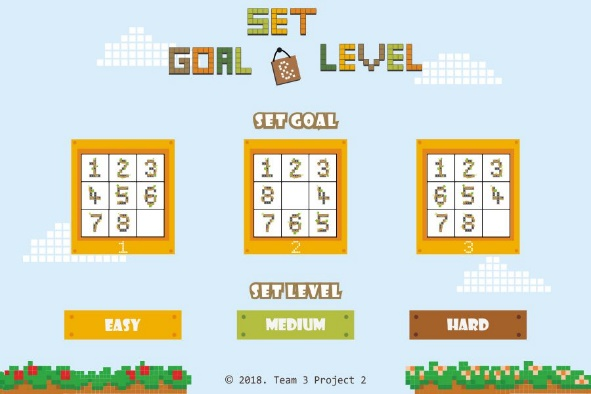 SET
GOAL & LEVEL
SET GOAL
1 2 3
4 5 6
7 8
1
1 2 3
8 4
7 6 5
2
1 2 3
6 5 4
7 8
3
SET LEVEL
EASY
MEDIUM
HARD
© 2018. Team 3 Project 2